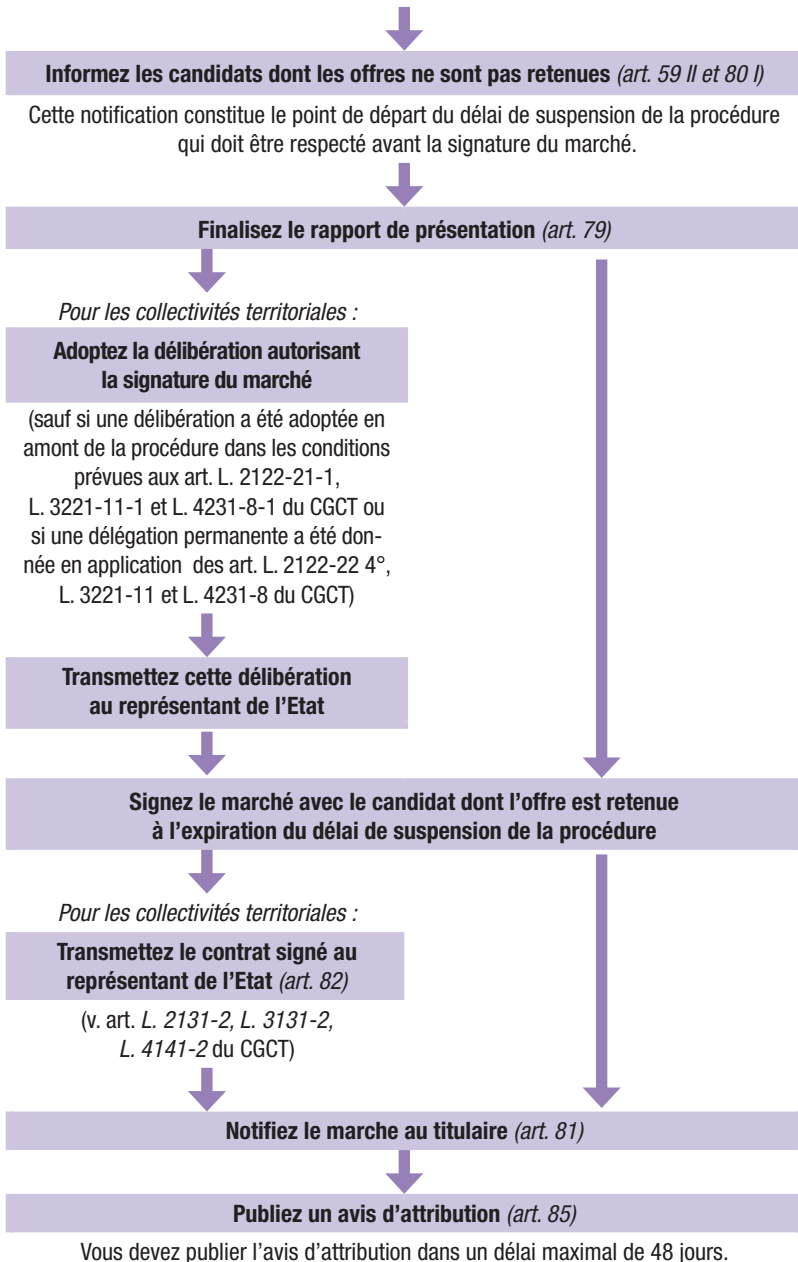 Informez les candidats dont les offres ne sont pas retenues (art. 59 II et 80 I)
Cette notification constitue le point de départ du délai de suspension de la procédure
qui doit être respecté avant la signature du marché.
Finalisez le rapport de présentation (art. 79)
Pour les collectivités territoriales :
Adoptez la délibération autorisant
la signature du marché
(sauf si une délibération a été adoptée en
amont de la procédure dans les conditions
prévues aux art. L. 2122-21-1,
L. 3221-11-1 et L. 4231-8-1 du CGCT ou
si une délégation permanente a été don-
née en application des art. L. 2122-22 4°,
L. 3221-11 et L. 4231-8 du CGCT)
Transmettez cette délibération
au représentant de l’Etat
Signez le marché avec le candidat dont l’offre est retenue
à l’expiration du délai de suspension de la procédure
Pour les collectivités territoriales :
Transmettez le contrat signé au
représentant de l’Etat (art. 82)
(v. art. L. 2131-2, L. 3131-2,
L. 4141-2 du CGCT)
Notifiez le marche au titulaire (art. 81)
Publiez un avis d’attribution (art. 85)
Vous devez publier l’avis d’attribution dans un délai maximal de 48 jours.